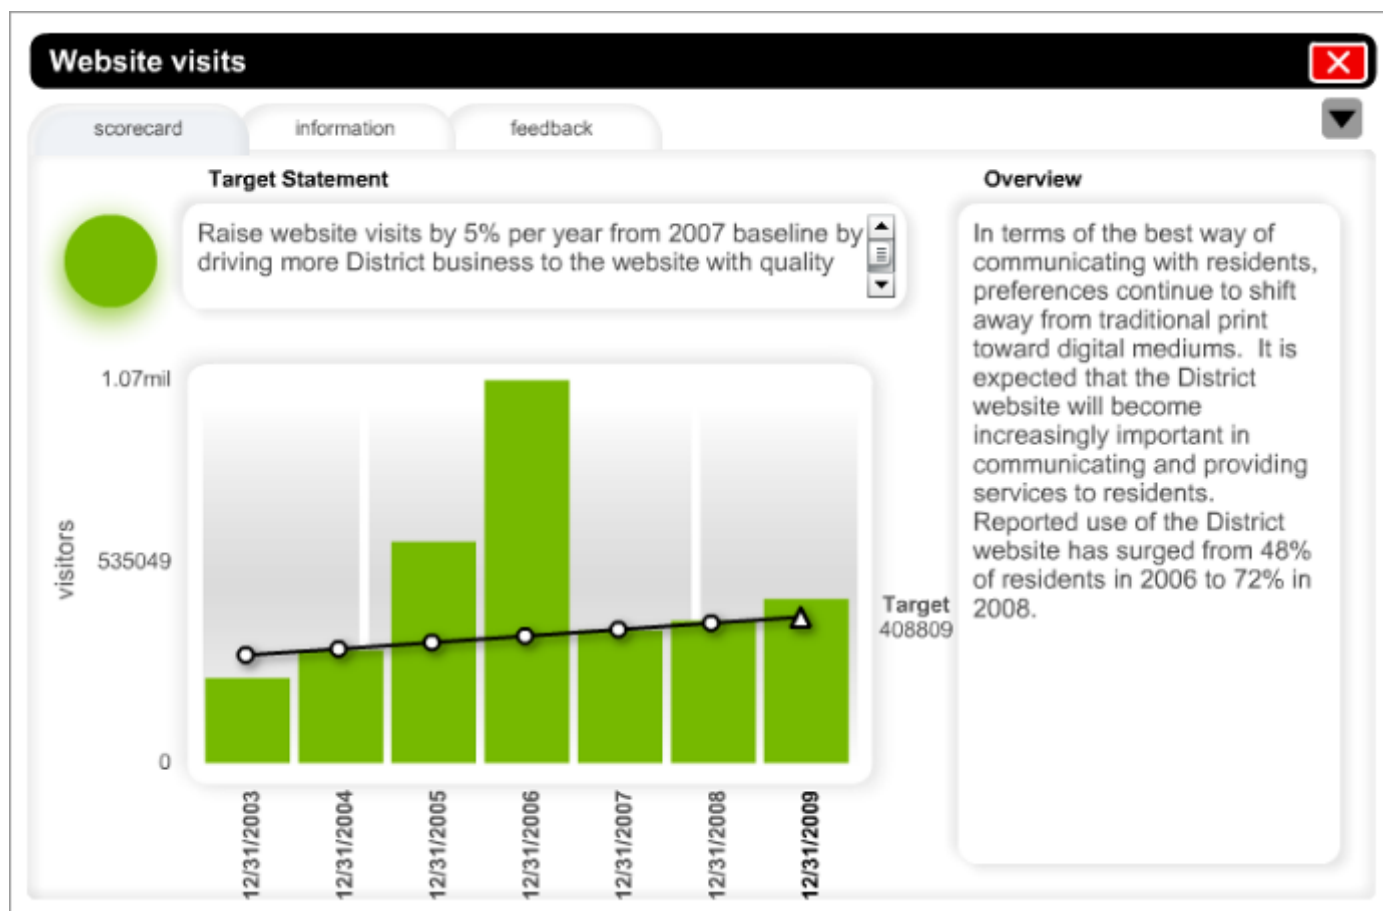 Website visits
scorecard
information
feedback
Target Statement
Raise website visits by 5% per year from 2007 baseline by
driving more District business to the website with quality
Overview
In terms of the best way of
communicating with residents,
preferences continue to shift
away from traditional print
toward digital mediums. It is
expected that the District
website will become
increasingly important in
communicating and providing
services to residents.
Reported use of the District
website has surged from 48%
of residents in 2006 to 72% in
2008.
1.07mil
535049
0
visitors
Target
408809
12/31/2003
12/31/2004
12/31/2005
12/31/2006
12/31/2007
12/31/2008
12/31/2009